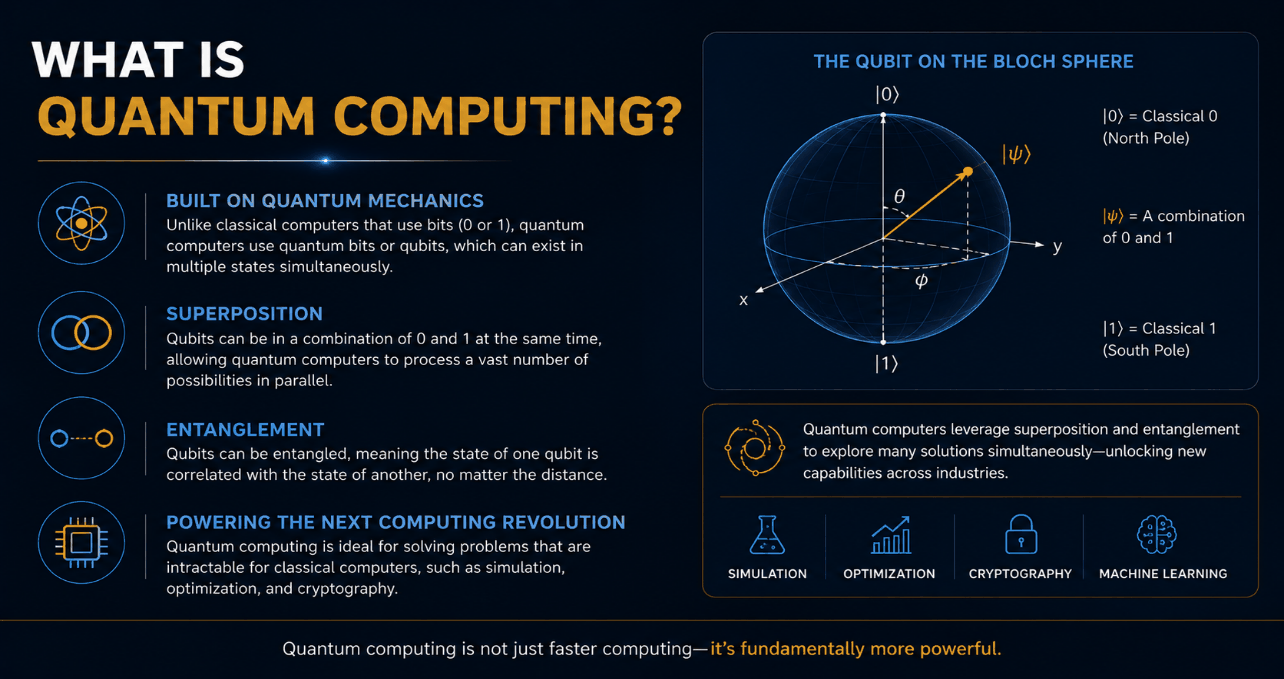 WHAT IS
QUANTUM COMPUTING?
BUILT ON QUANTUM MECHANICS
Unlike classical computers that use bits (0 or 1), quantum
computers use quantum bits or qubits, which can exist in
multiple states simultaneously.
SUPERPOSITION
Qubits can be in a combination of 0 and 1 at the same time,
allowing quantum computers to process a vast number of
possibilities in parallel.
ENTANGLEMENT
Qubits can be entangled, meaning the state of one qubit is
correlated with the state of another, no matter the distance.
POWERING THE NEXT COMPUTING REVOLUTION
Quantum computing is ideal for solving problems that are
intractable for classical computers, such as simulation,
optimization, and cryptography.
THE QUBIT ON THE BLOCH SPHERE
|0⟩
|ψ⟩
θ
y
φ
x
|1⟩
|0⟩ = Classical 0
(North Pole)
|ψ⟩ = A combination
of 0 and 1
|1⟩ = Classical 1
(South Pole)
Quantum computers leverage superposition and entanglement
to explore many solutions simultaneously—unlocking new
capabilities across industries.
SIMULATION
OPTIMIZATION
CRYPTOGRAPHY
MACHINE LEARNING
Quantum computing is not just faster computing—it’s fundamentally more powerful.